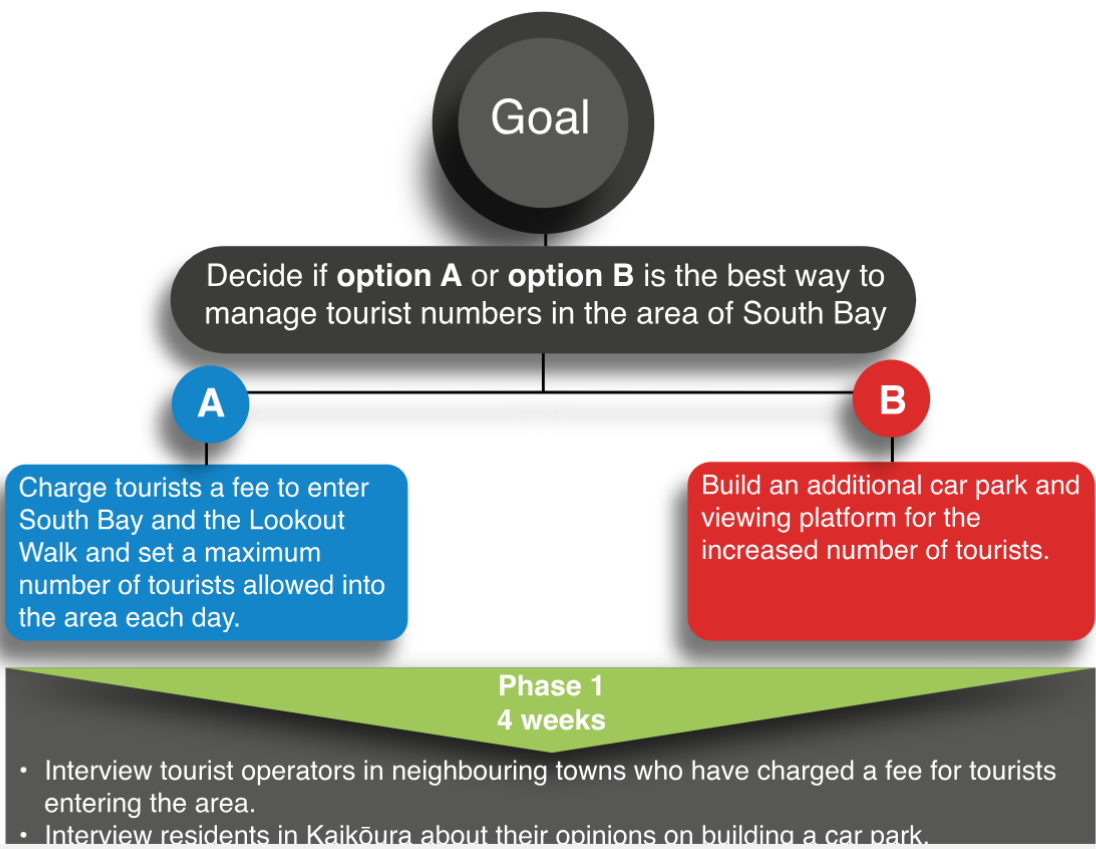 Goal
Decide if option A or option B is the best way to
manage tourist numbers in the area of South Bay
A
B
Charge tourists a fee to enter
South Bay and the Lookout
Walk and set a maximum
number of tourists allowed into
the area each day.
Build an additional car park and
viewing platform for the
increased number of tourists.
Phase 1
4 weeks
• Interview tourist operators in neighbouring towns who have charged a fee for tourists
entering the area.
• Interview residents in Kaikōura about their opinions on building a car park.